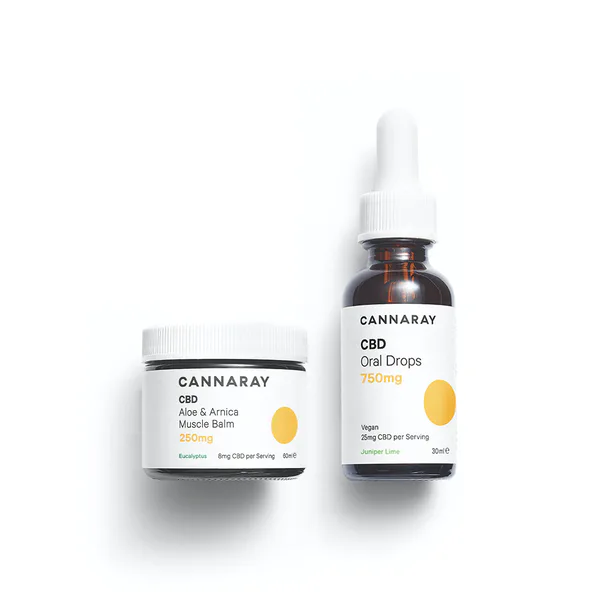 CANNARAY
CBD
Aloe & Arnica
Muscle Balm
250mg
Eucalyptus 8mg CBD per Serving 60ml℮
CANNARAY
CBD
Oral Drops
750mg
Vegan
25mg CBD per Serving
Juniper Lime 30ml℮